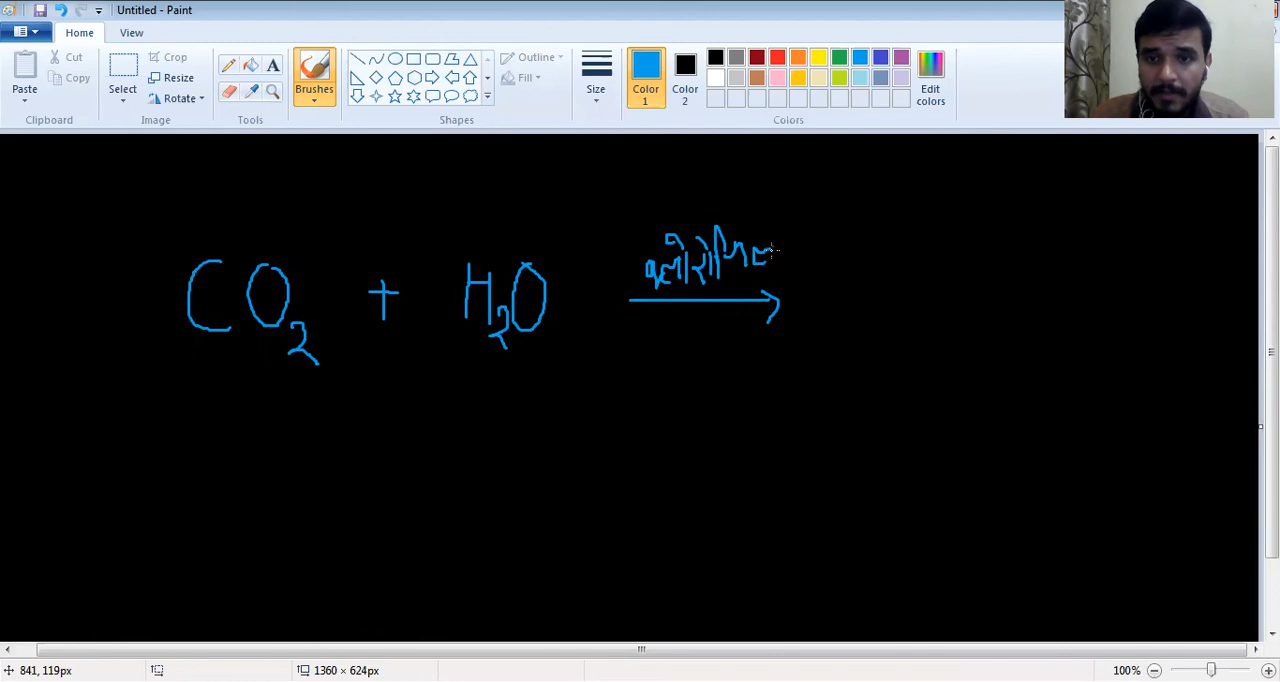 Untitled - Paint
Home View
Paste
Cut
Copy
Clipboard
Select
Crop
Resize
Rotate
Image
Tools
Brushes
Shapes
Outline
Fill
Size
Color 1
Color 2
Edit colors
Colors
CO2 + H2O
841, 119px
1360 × 624px
100%